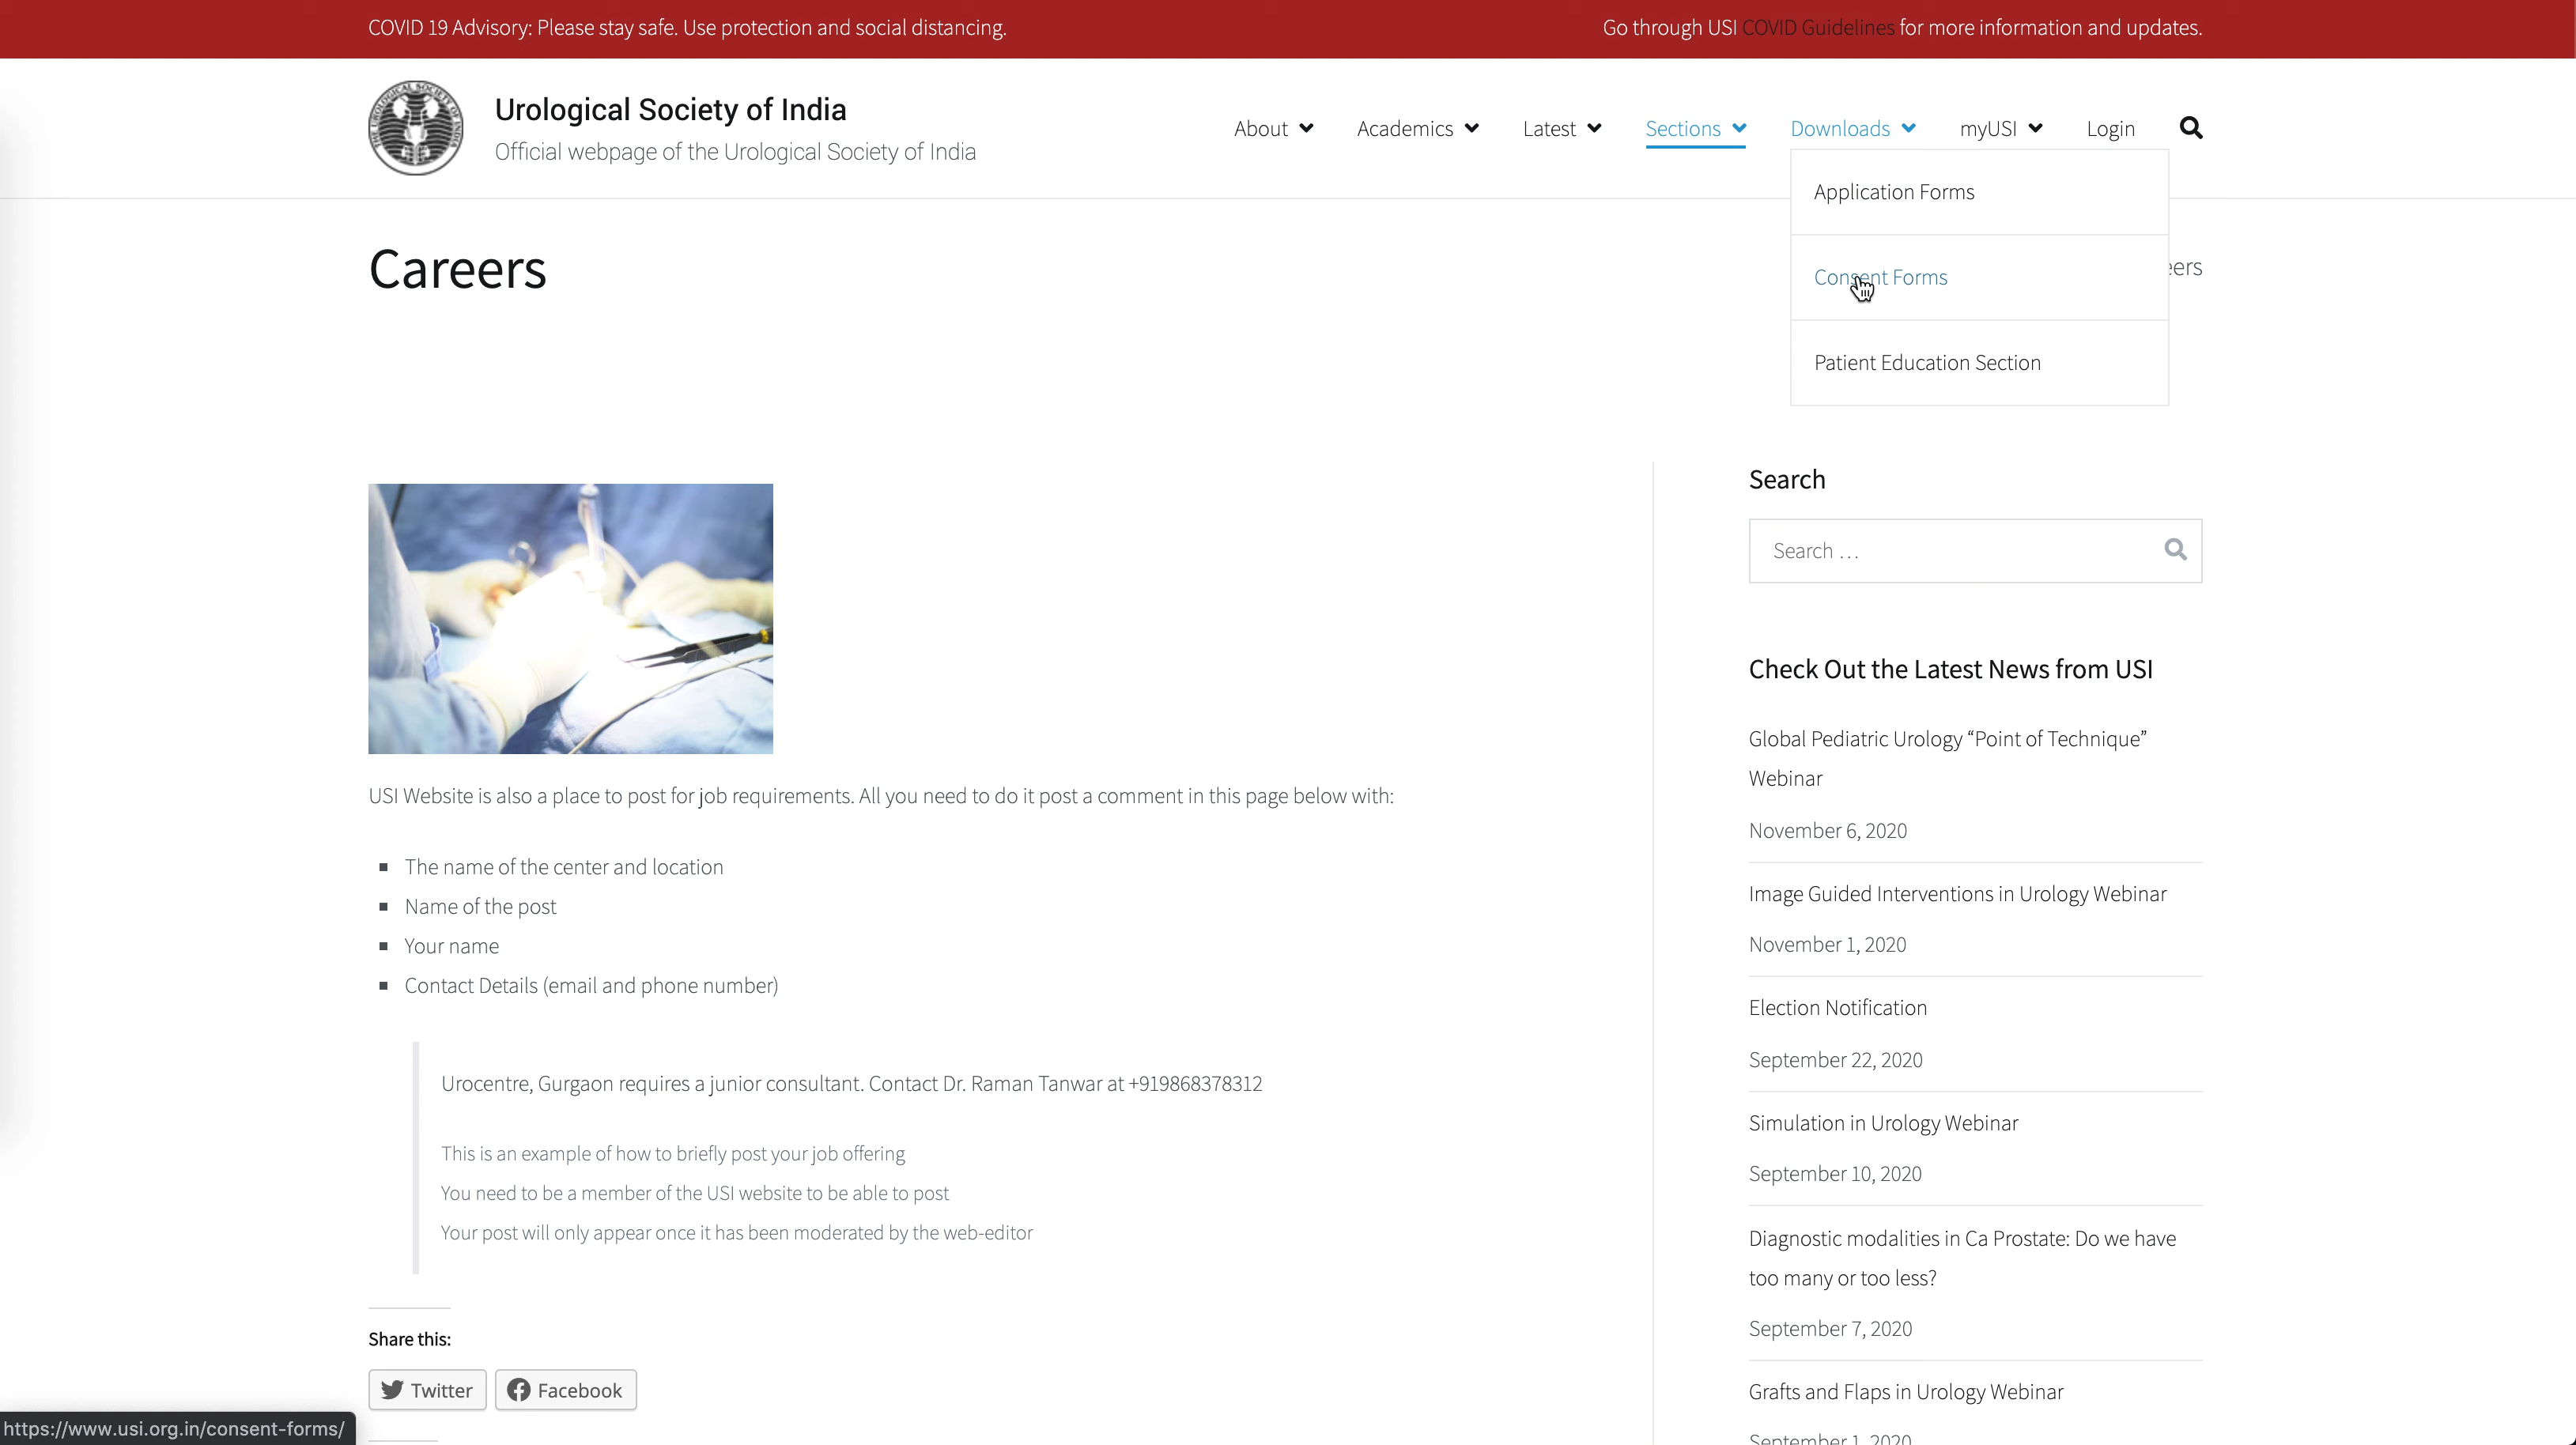 COVID 19 Advisory: Please stay safe. Use protection and social distancing.
Go through USI COVID Guidelines for more information and updates.
Urological Society of India
Official webpage of the Urological Society of India
About
Academics
Latest
Sections
Downloads
myUSI
Login
Application Forms
Consent Forms
Patient Education Section
Careers
eers
USI Website is also a place to post for job requirements. All you need to do it post a comment in this page below with:
The name of the center and location
Name of the post
Your name
Contact Details (email and phone number)
Urocentre, Gurgaon requires a junior consultant. Contact Dr. Raman Tanwar at +919868378312
This is an example of how to briefly post your job offering
You need to be a member of the USI website to be able to post
Your post will only appear once it has been moderated by the web-editor
Share this:
Twitter
Facebook
Search
Search …
Check Out the Latest News from USI
Global Pediatric Urology “Point of Technique”
Webinar
November 6, 2020
Image Guided Interventions in Urology Webinar
November 1, 2020
Election Notification
September 22, 2020
Simulation in Urology Webinar
September 10, 2020
Diagnostic modalities in Ca Prostate: Do we have
too many or too less?
September 7, 2020
Grafts and Flaps in Urology Webinar
September 1, 2020
https://www.usi.org.in/consent-forms/